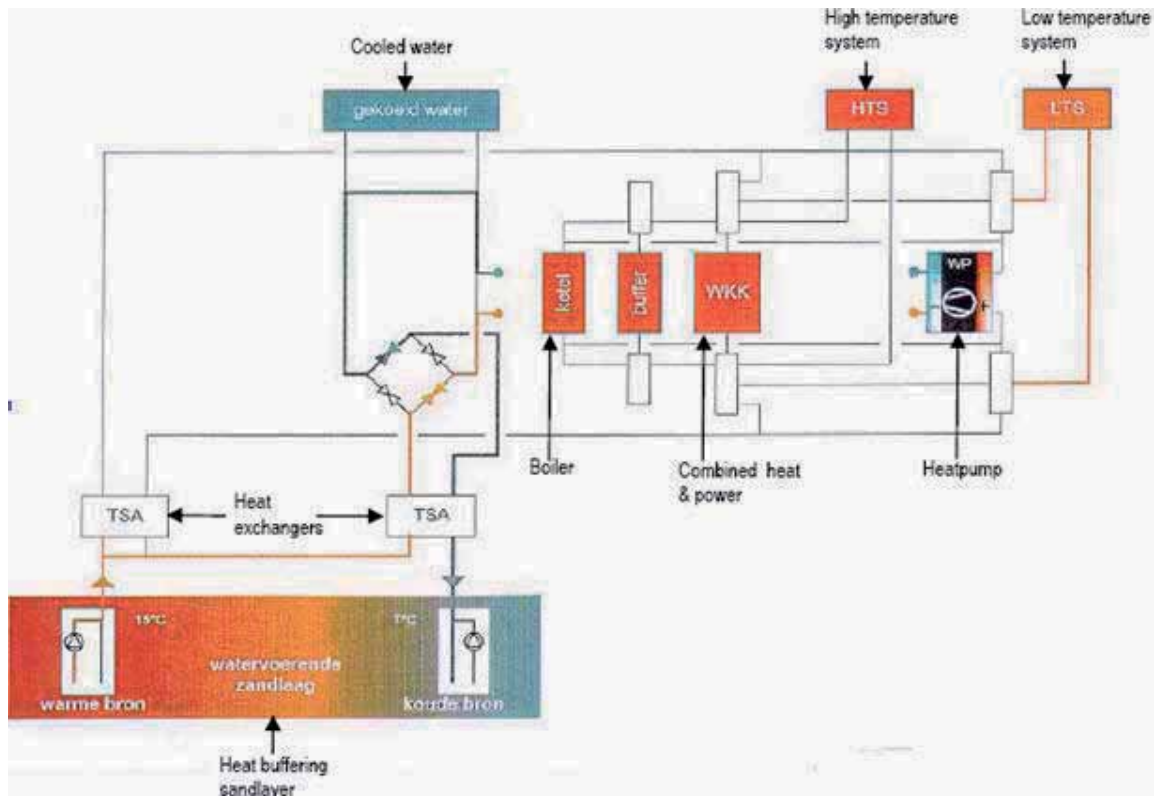 High temperature
system
Low temperature
system
Cooled water
gekoeld water
HTS
LTS
ketel
buffer
WKK
WP
+
Boiler
Combined heat
& power
Heatpump
TSA
Heat
exchangers
TSA
15°C
7°C
watervoerende
zandlaag
warme bron
koude bron
Heat buffering
sandlayer